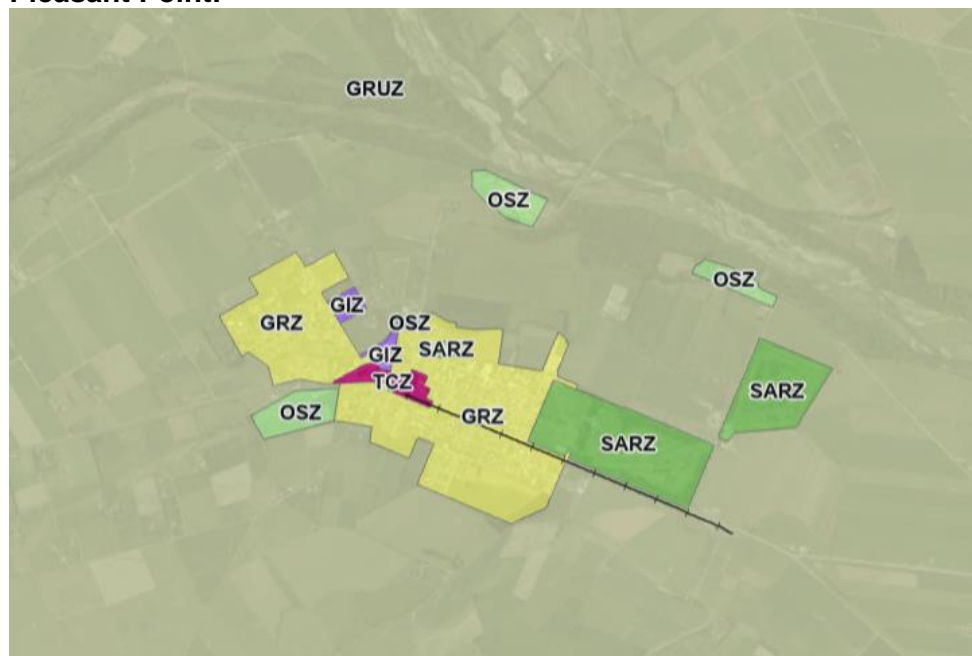 Pleasant Point:
GRUZ
OSZ
OSZ
GIZ
GRZ
OSZ
SARZ
GIZ
TCZ
SARZ
OSZ
GRZ
SARZ